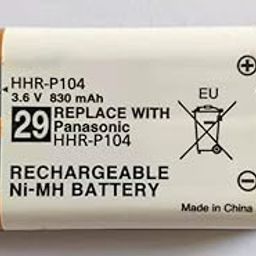 HHR-P104
3.6 V 830 mAh
EU
29 REPLACE WITH
Panasonic
HHR-P104
RECHARGEABLE
Ni-MH BATTERY
Made in China